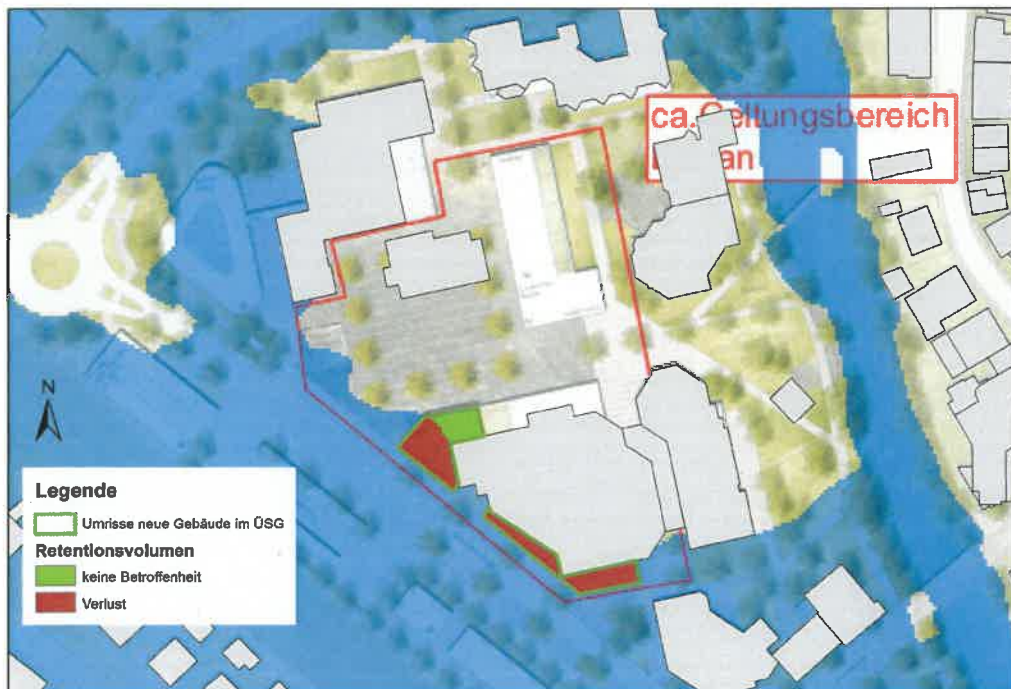 ca. Geltungsbereich
N
Legende
Umrisse neue Gebäude im ÜSG
Retentionsvolumen
keine Betroffenheit
Verlust